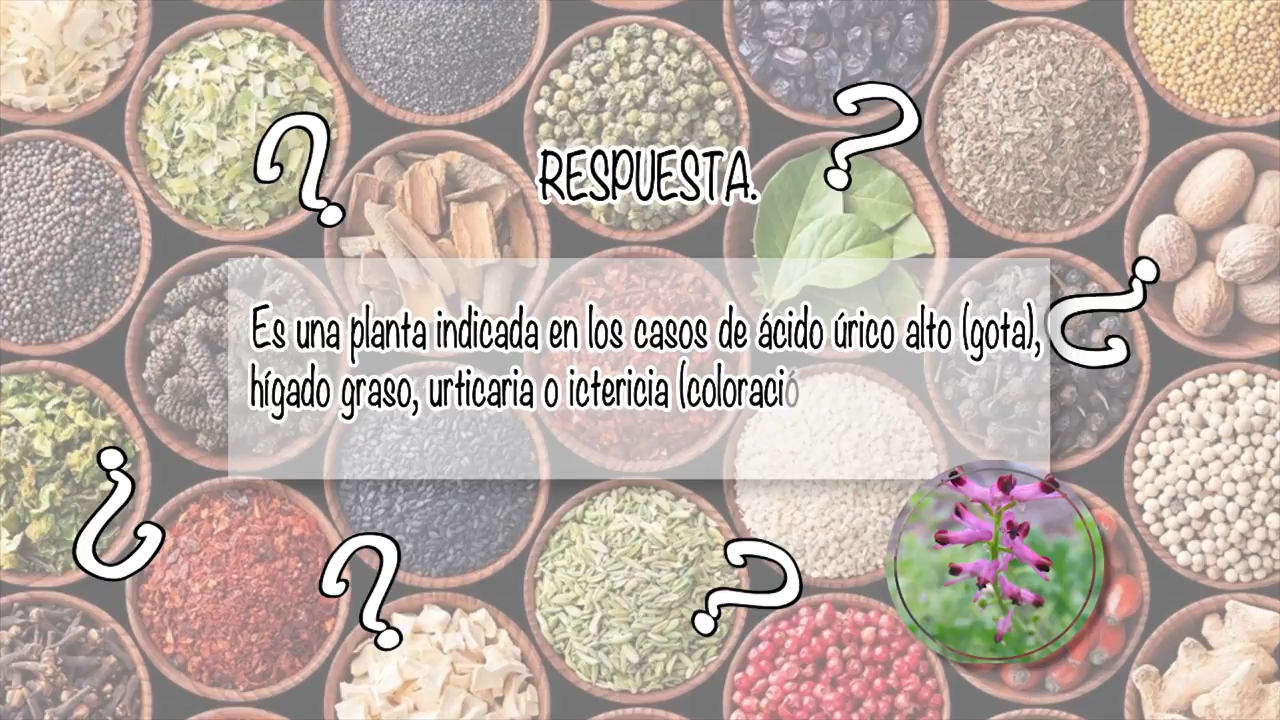 RESPUESTA.
Es una planta indicada en los casos de ácido úrico alto (gota),
hígado graso, urticaria o ictericia (coloració